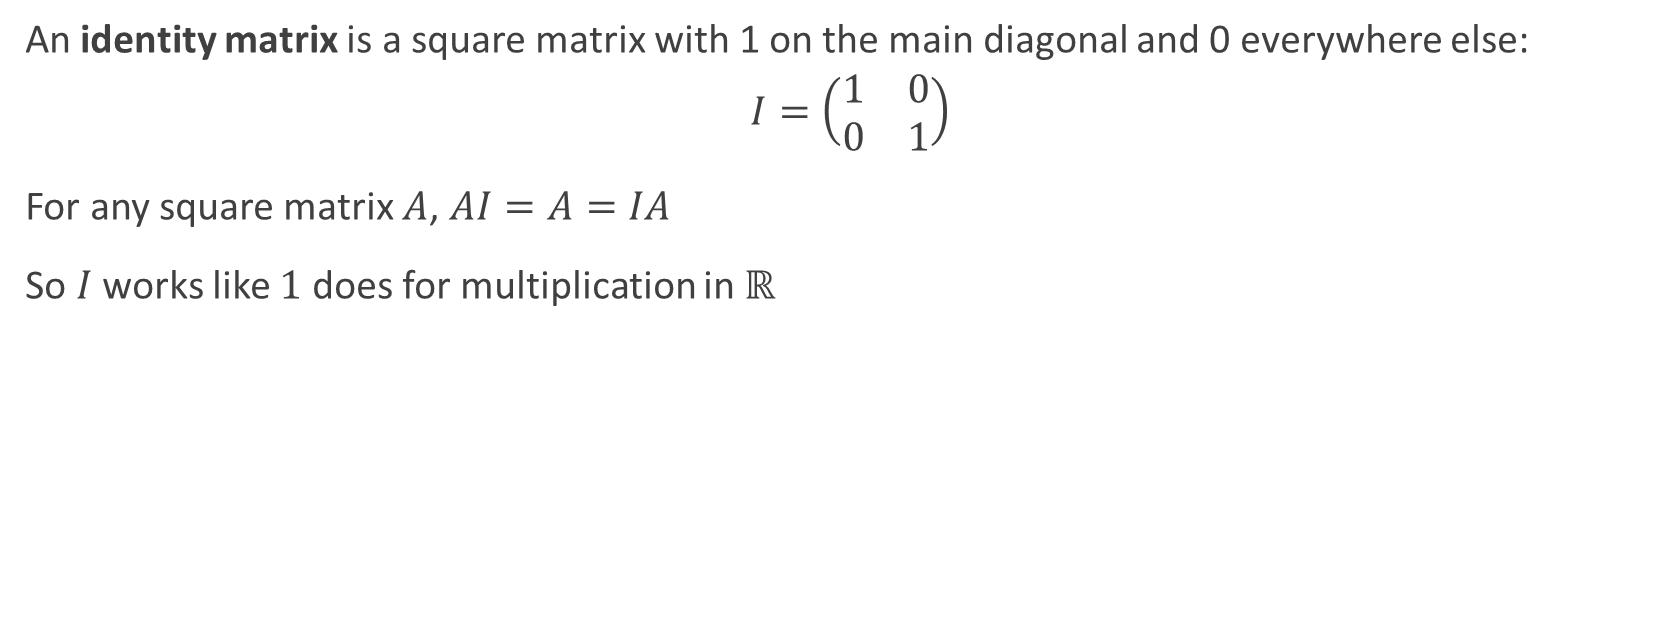 An identity matrix is a square matrix with 1 on the main diagonal and 0 everywhere else:
I = (1 0
0 1)
For any square matrix A, AI = A = IA
So I works like 1 does for multiplication in ℝ